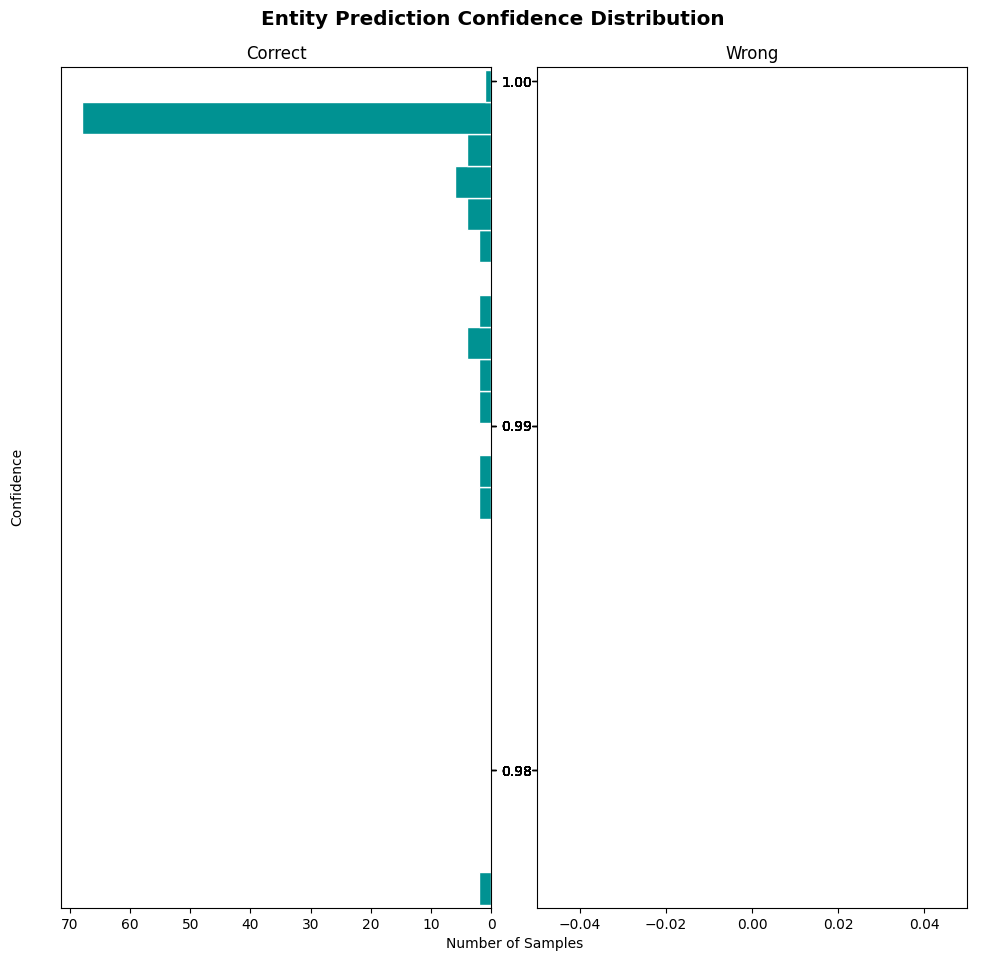 Entity Prediction Confidence Distribution
Correct
Wrong
1.00
0.99
0.98
Confidence
70 60 50 40 30 20 10 0
−0.04 −0.02 0.00 0.02 0.04
Number of Samples